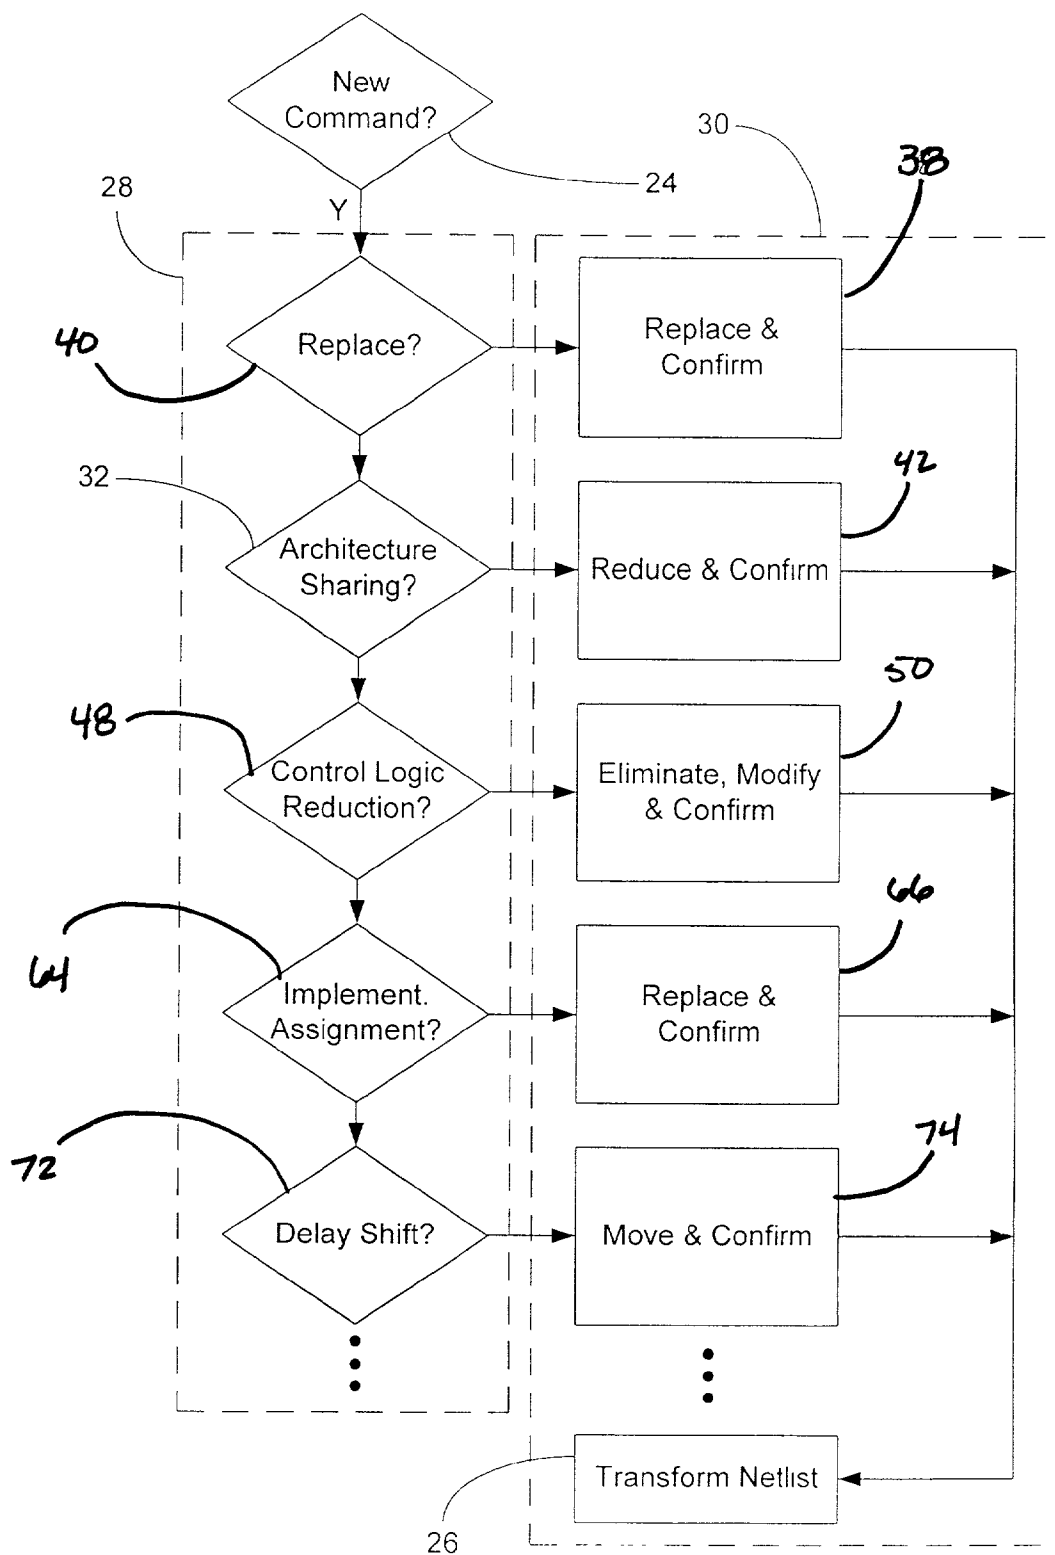 New
Command?
30
38
28
24
Y
Replace?
Replace &
Confirm
40
42
32
Architecture
Sharing?
Reduce & Confirm
50
48
Control Logic
Reduction?
Eliminate, Modify
& Confirm
66
64
Implement.
Assignment?
Replace &
Confirm
72
74
Delay Shift?
Move & Confirm
Transform Netlist
26